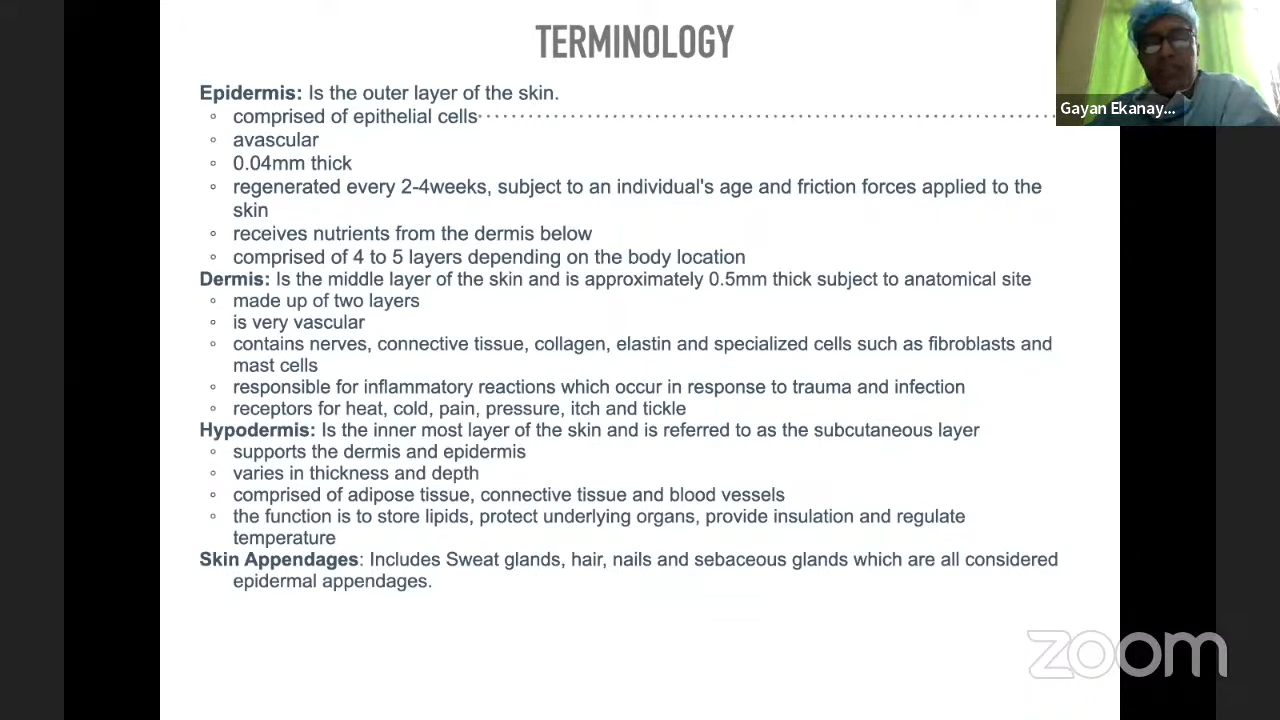 TERMINOLOGY
Epidermis: Is the outer layer of the skin.
◦ comprised of epithelial cells
◦ avascular
◦ 0.04mm thick
◦ regenerated every 2-4weeks, subject to an individual's age and friction forces applied to the
skin
◦ receives nutrients from the dermis below
◦ comprised of 4 to 5 layers depending on the body location
Dermis: Is the middle layer of the skin and is approximately 0.5mm thick subject to anatomical site
◦ made up of two layers
◦ is very vascular
◦ contains nerves, connective tissue, collagen, elastin and specialized cells such as fibroblasts and
mast cells
◦ responsible for inflammatory reactions which occur in response to trauma and infection
◦ receptors for heat, cold, pain, pressure, itch and tickle
Hypodermis: Is the inner most layer of the skin and is referred to as the subcutaneous layer
◦ supports the dermis and epidermis
◦ varies in thickness and depth
◦ comprised of adipose tissue, connective tissue and blood vessels
◦ the function is to store lipids, protect underlying organs, provide insulation and regulate
temperature
Skin Appendages: Includes Sweat glands, hair, nails and sebaceous glands which are all considered
epidermal appendages.
Gayan Ekanay...
zoom